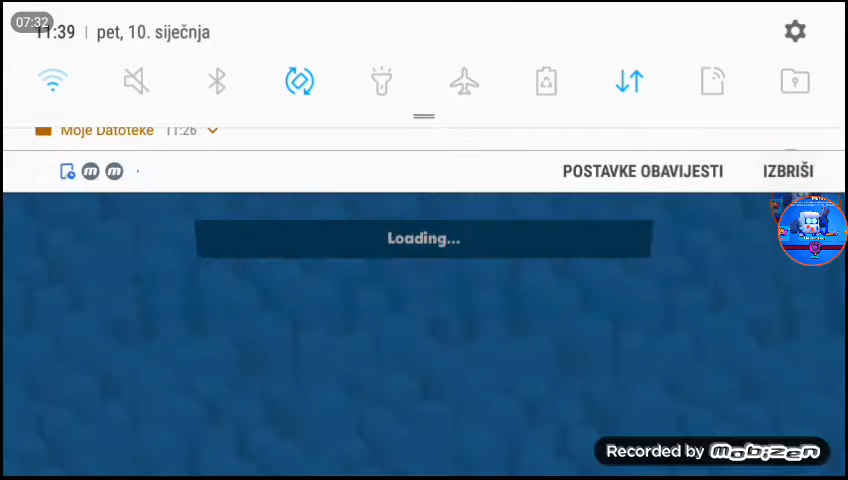 07:32
11:39 | pet, 10. siječnja
Moje Datoteke 11:26
POSTAVKE OBAVIJESTI IZBRIŠI
Loading...
Recorded by mobizen